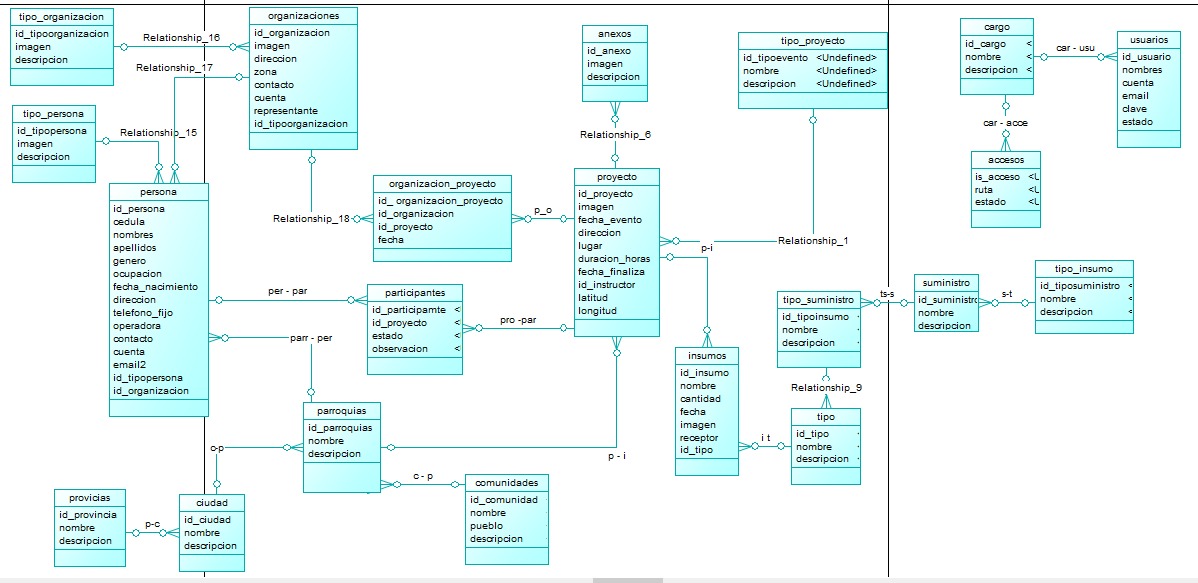 tipo_organizacion
id_tipoorganizacion
imagen
descripcion
Relationship_16
organizaciones
id_organizacion
imagen
direccion
zona
contacto
cuenta
representante
id_tipoorganizacion
Relationship_17
tipo_persona
id_tipopersona
imagen
descripcion
Relationship_15
persona
id_persona
cedula
nombres
apellidos
genero
ocupacion
fecha_nacimiento
direccion
telefono_fijo
operadora
contacto
cuenta
email2
id_tipopersona
id_organizacion
Relationship_18
organizacion_proyecto
id_ organizacion_proyecto
id_organizacion
id_proyecto
fecha
p_o
anexos
id_anexo
imagen
descripcion
Relationship_6
proyecto
id_proyecto
imagen
fecha_evento
direccion
lugar
duracion_horas
fecha_finaliza
id_instructor
latitud
longitud
tipo_proyecto
id_tipoevento <Undefined>
nombre <Undefined>
descripcion <Undefined>
Relationship_1
p-i
per - par
participantes
id_participamte <
id_proyecto <
estado <
observacion <
pro -par
parr - per
parroquias
id_parroquias
nombre
descripcion
p - i
c-p
c - p
comunidades
id_comunidad
nombre
pueblo
descripcion
provicias
id_provincia
nombre
descripcion
p-c
ciudad
id_ciudad
nombre
descripcion
insumos
id_insumo
nombre
cantidad
fecha
imagen
receptor
id_tipo
i t
tipo
id_tipo
nombre
descripcion
Relationship_9
tipo_suministro
id_tipoinsumo
nombre
descripcion
ts-s
suministro
id_suministro
nombre
descripcion
s-t
tipo_insumo
id_tiposuministro <
nombre <
descripcion <
cargo
id_cargo <
nombre <
descripcion <
car - usu
usuarios
id_usuario
nombres
cuenta
email
clave
estado
car - acce
accesos
is_acceso <L
ruta <L
estado <L